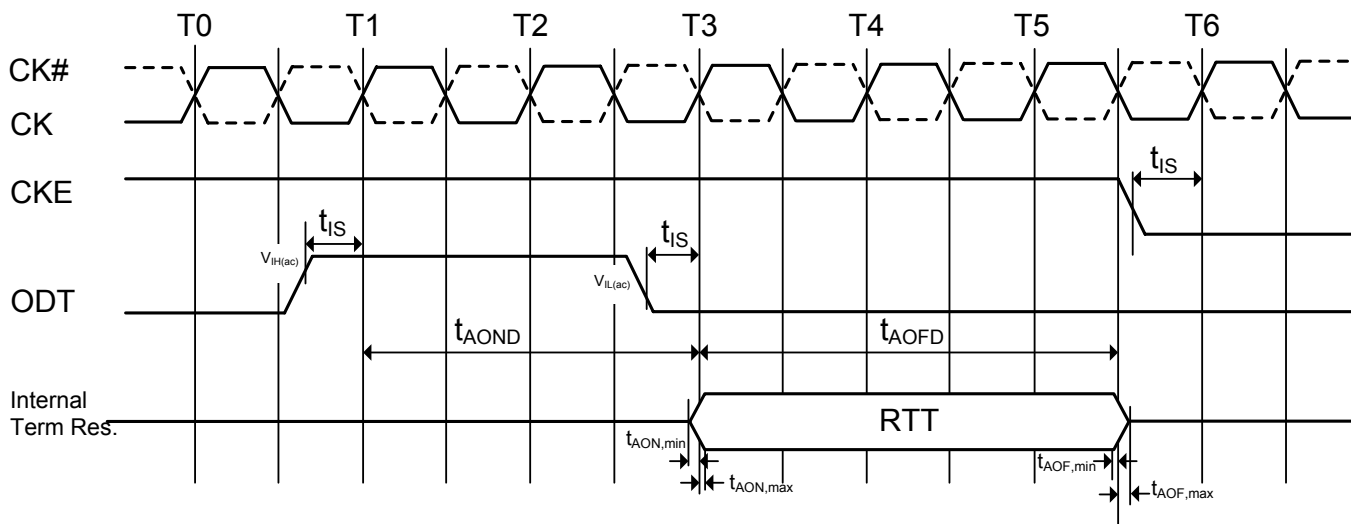 T0 T1 T2 T3 T4 T5 T6
CK#
CK
CKE
tIS
tIS
tIS
VIH(ac)
VIL(ac)
ODT
tAOND
tAOFD
Internal
Term Res.
RTT
tAON,min
tAOF,min
tAON,max
tAOF,max